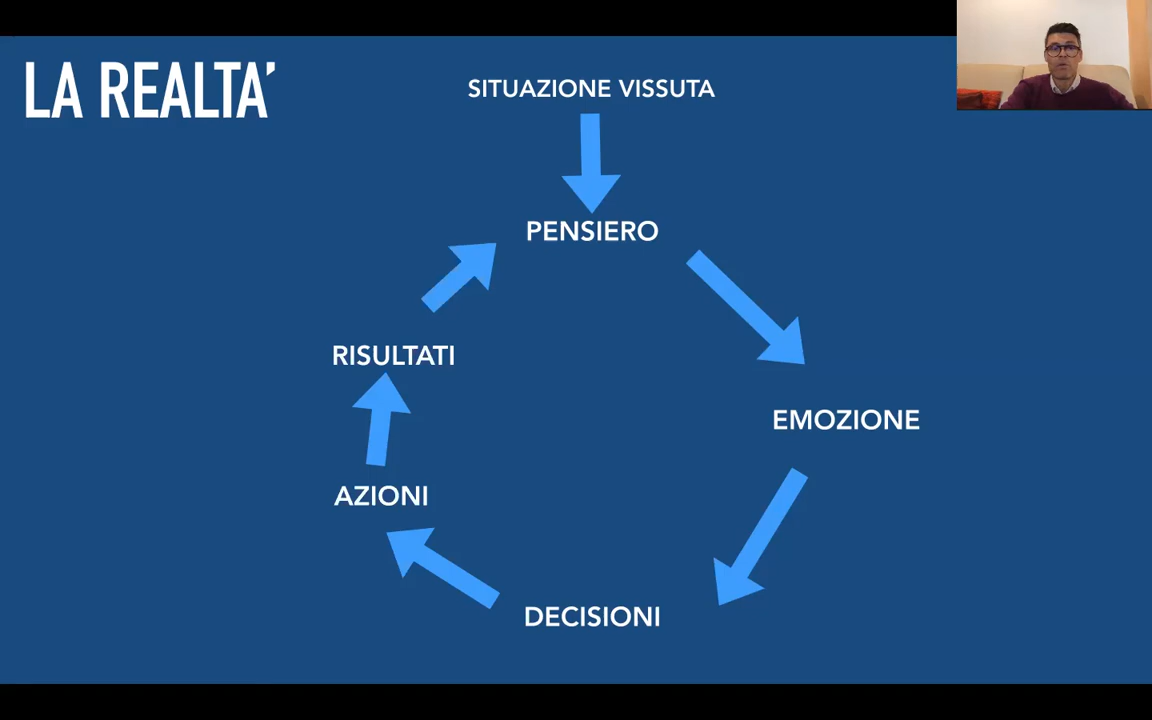 LA REALTA’
SITUAZIONE VISSUTA
PENSIERO
EMOZIONE
DECISIONI
AZIONI
RISULTATI